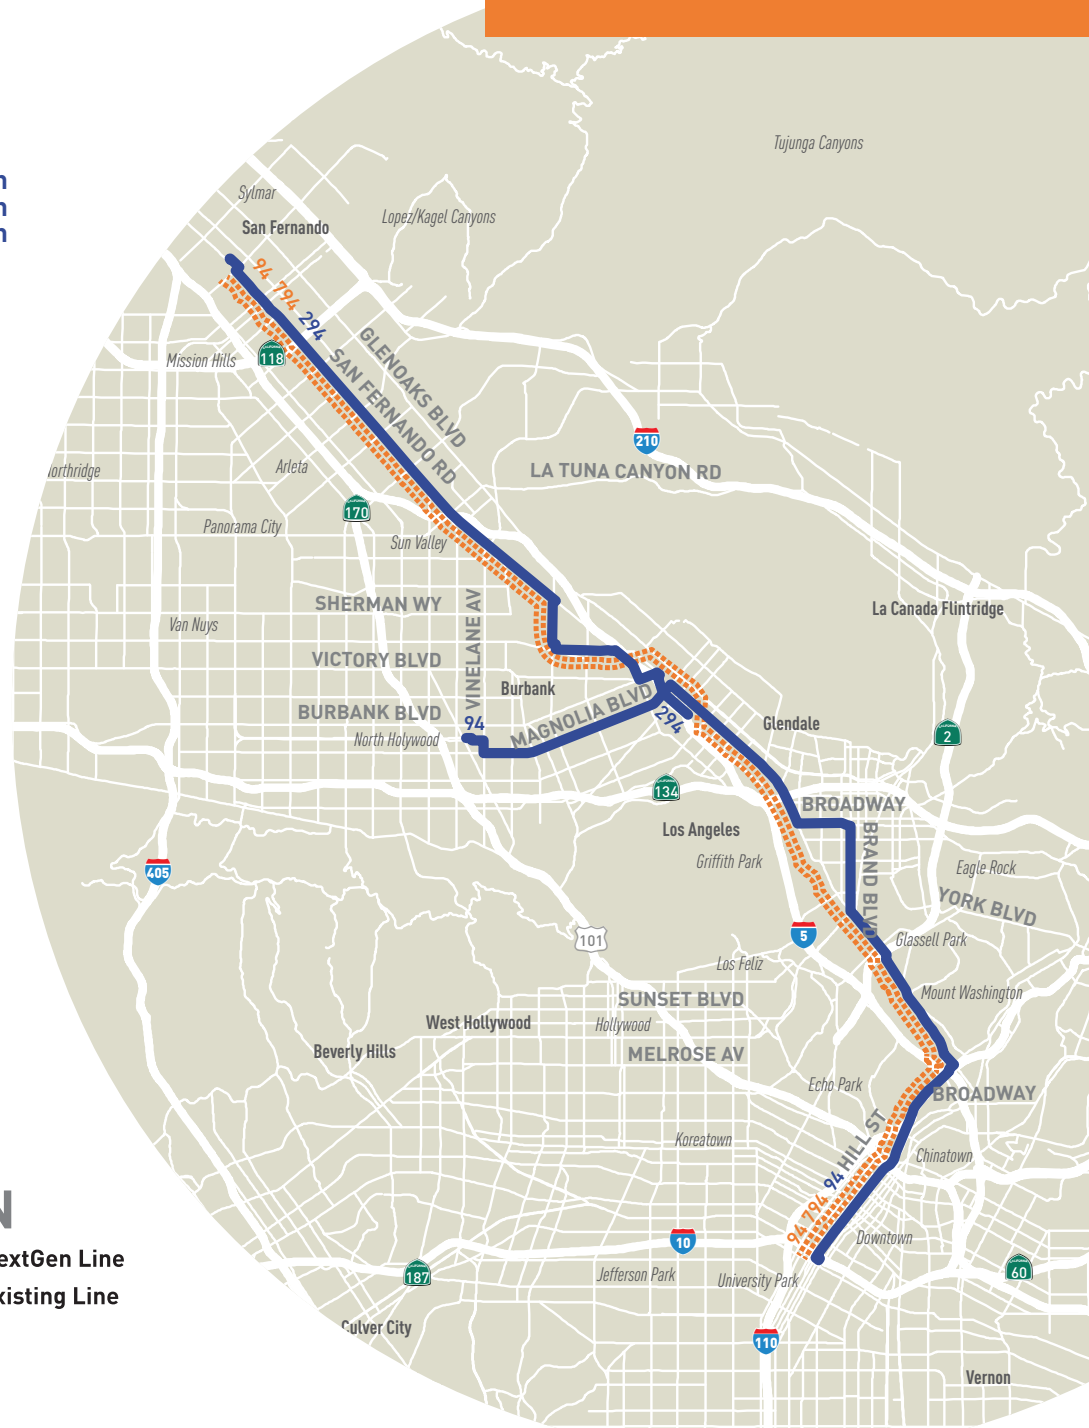 Tujunga Canyons
Sylmar
Lopez/Kagel Canyons
San Fernando
94 794 294
GLENOAKS BLVD
SAN FERNANDO RD
118
Mission Hills
210
LA TUNA CANYON RD
Arleta
orthridge
170
Panorama City
Sun Valley
SHERMAN WY
VINELANE AV
La Canada Flintridge
Van Nuys
VICTORY BLVD
Burbank
BURBANK BLVD
94
MAGNOLIA BLVD
294
North Holywood
Glendale
2
134
BROADWAY
Los Angeles
BRAND BLVD
Griffith Park
405
Eagle Rock
YORK BLVD
101
5
Glassell Park
Los Feliz
SUNSET BLVD
Mount Washington
West Hollywood
Hollywood
Beverly Hills
MELROSE AV
Echo Park
BROADWAY
HILL ST
Koreatown
Chinatown
94 794 94
Downtown
10
187
Jefferson Park
University Park
60
Culver City
110
Vernon
N
extGen Line
xisting Line